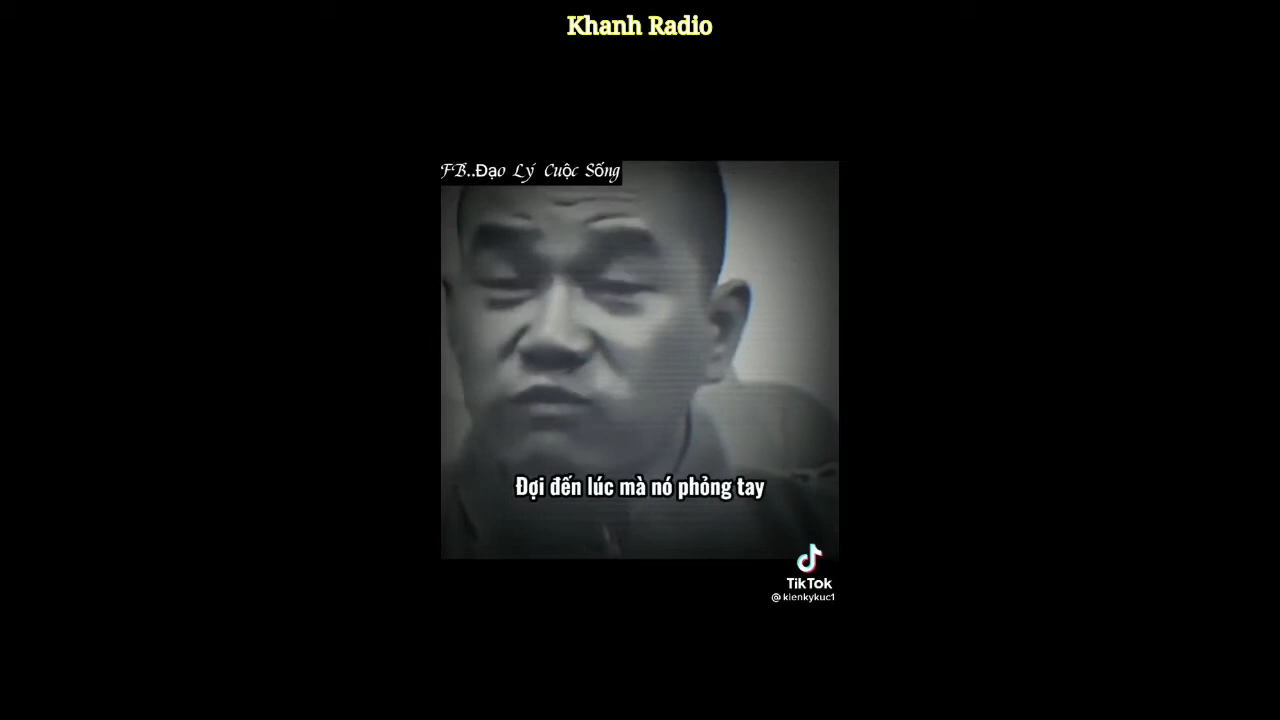 Khanh Radio
FB..Đạo Lý Cuộc Sống
Đợi đến lúc mà nó phỏng tay
TikTok
@kienkykuc1